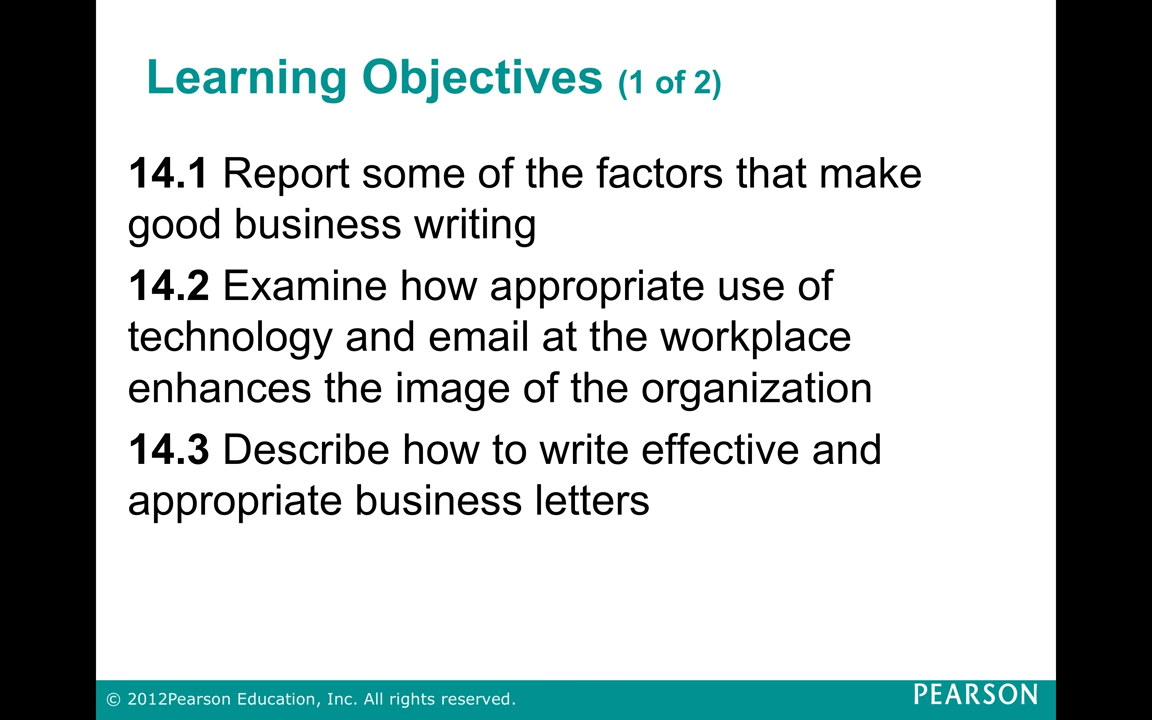 Learning Objectives (1 of 2)
14.1 Report some of the factors that make
good business writing
14.2 Examine how appropriate use of
technology and email at the workplace
enhances the image of the organization
14.3 Describe how to write effective and
appropriate business letters
© 2012Pearson Education, Inc. All rights reserved.
PEARSON